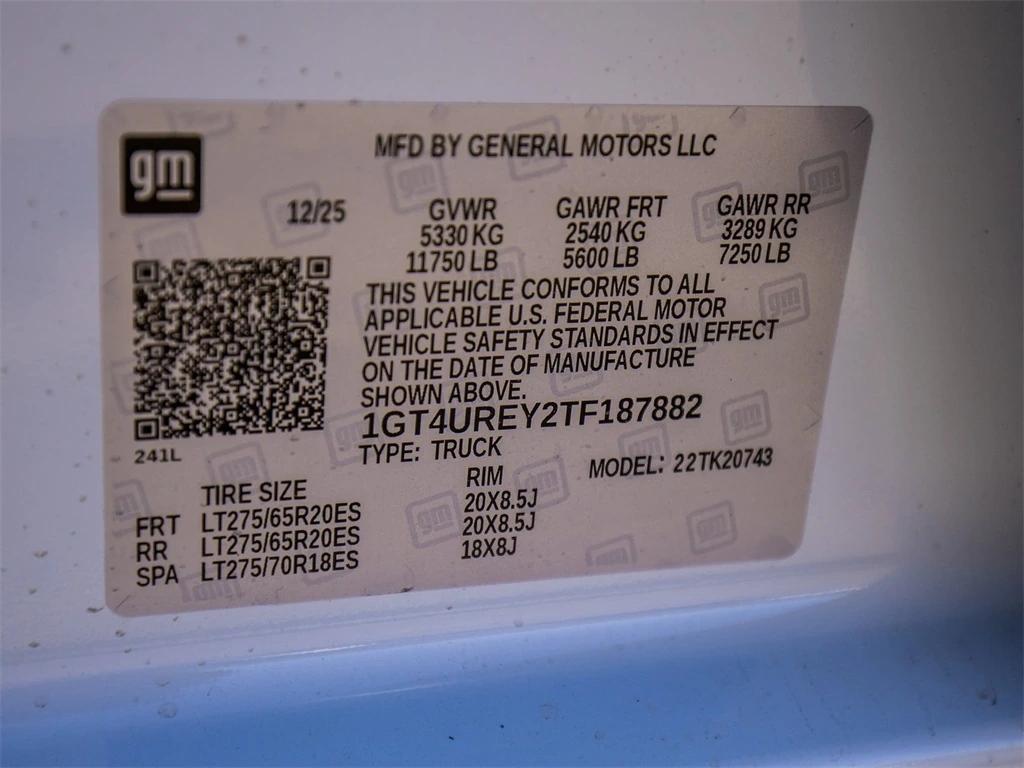 gm
MFD BY GENERAL MOTORS LLC
12/25 GVWR GAWR FRT GAWR RR
5330 KG 2540 KG 3289 KG
11750 LB 5600 LB 7250 LB
THIS VEHICLE CONFORMS TO ALL
APPLICABLE U.S. FEDERAL MOTOR
VEHICLE SAFETY STANDARDS IN EFFECT
ON THE DATE OF MANUFACTURE
SHOWN ABOVE.
1GT4UREY2TF187882
241L
TYPE: TRUCK
MODEL: 22TK20743
TIRE SIZE RIM
FRT LT275/65R20ES 20X8.5J
RR LT275/65R20ES 20X8.5J
SPA LT275/70R18ES 18X8J